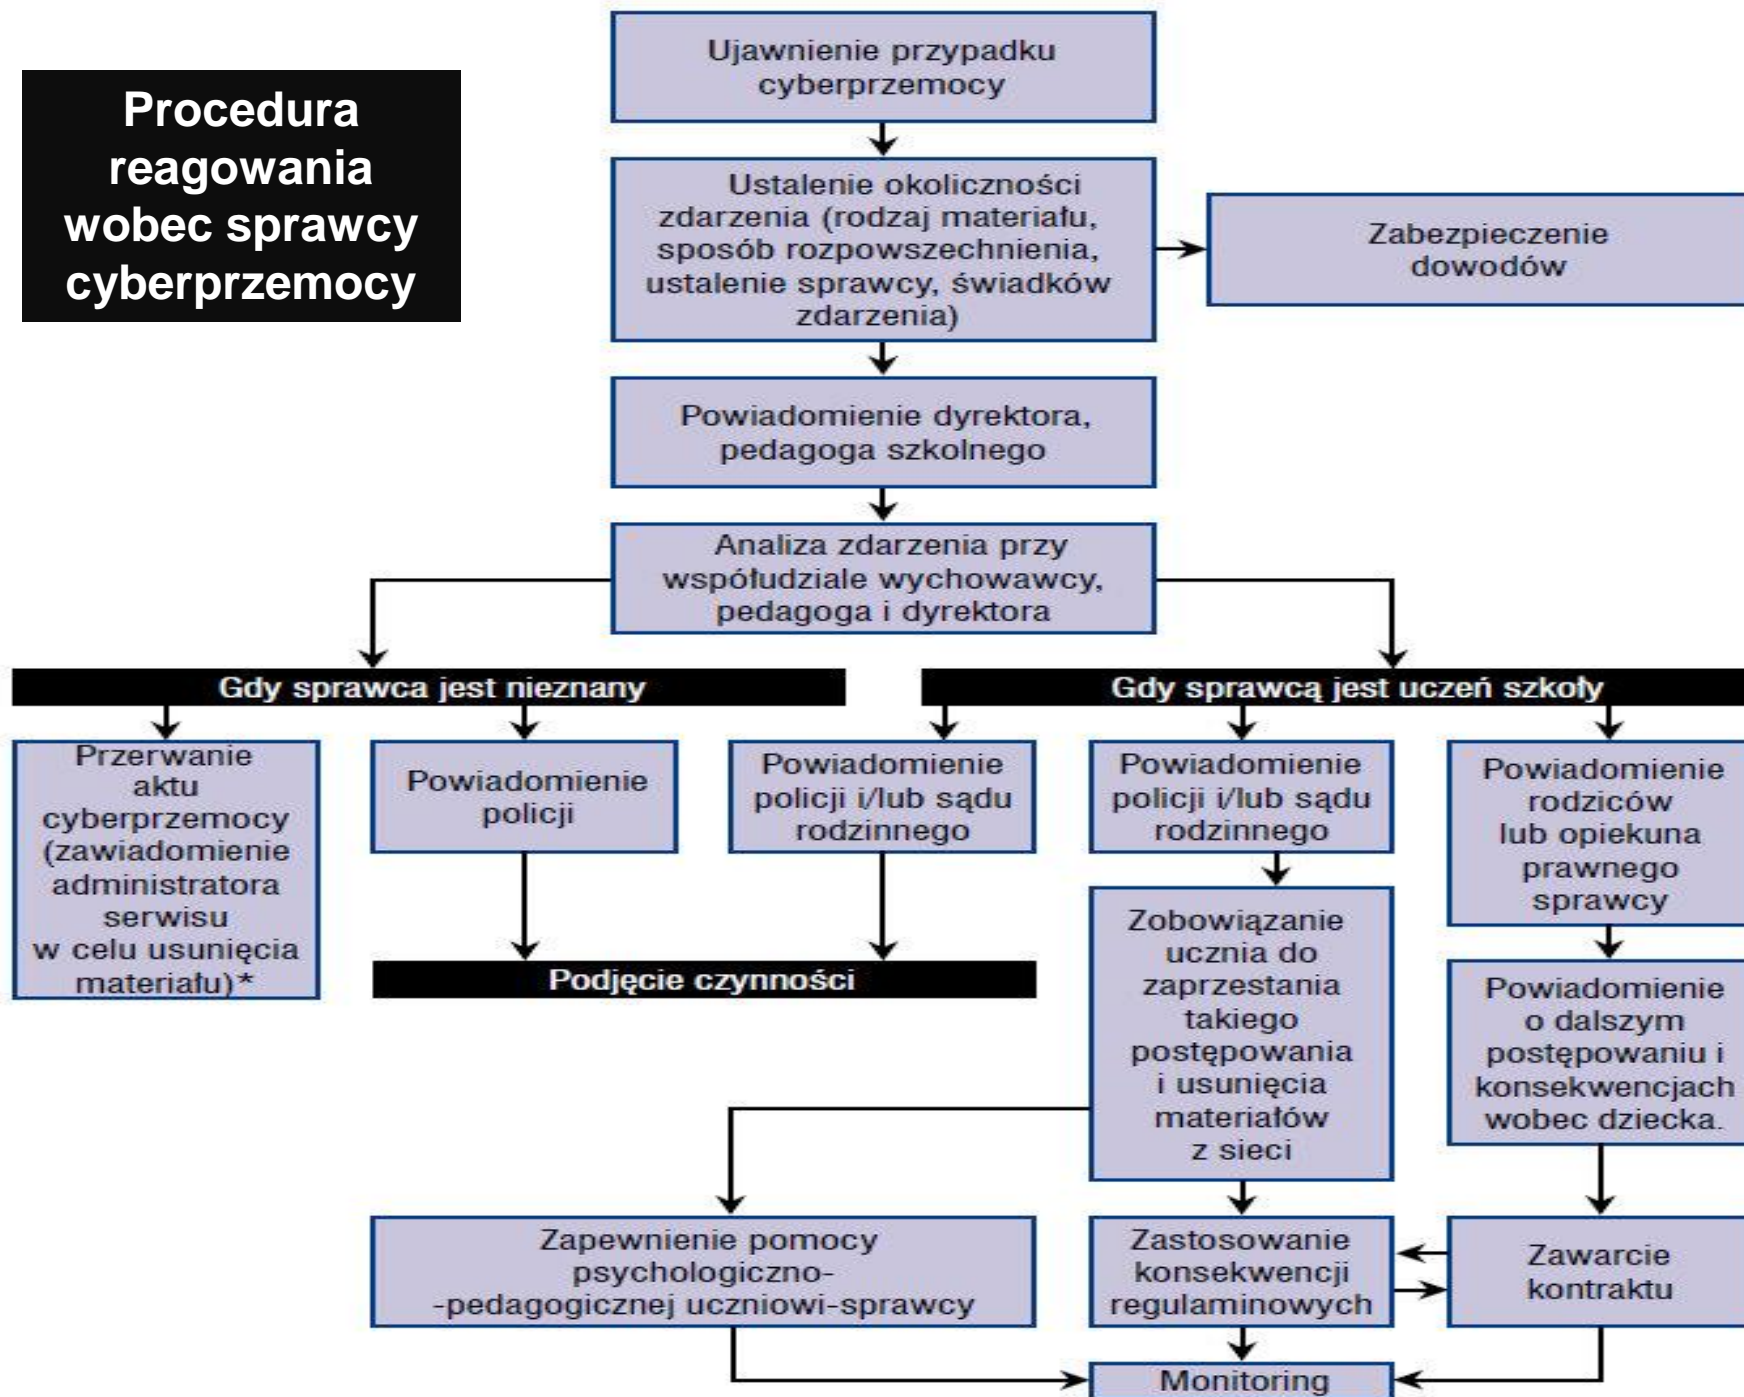 Procedura
reagowania
wobec sprawcy
cyberprzemocy
Ujawnienie przypadku
cyberprzemocy
Ustalenie okoliczności
zdarzenia (rodzaj materiału,
sposób rozpowszechnienia,
ustalenie sprawcy, świadków
zdarzenia)
Zabezpieczenie
dowodów
Powiadomienie dyrektora,
pedagoga szkolnego
Analiza zdarzenia przy
współudziale wychowawcy,
pedagoga i dyrektora
Gdy sprawca jest nieznany
Gdy sprawcą jest uczeń szkoły
Przerwanie
aktu
cyberprzemocy
(zawiadomienie
administratora
serwisu
w celu usunięcia
materiału)*
Powiadomienie
policji
Powiadomienie
policji i/lub sądu
rodzinnego
Powiadomienie
policji i/lub sądu
rodzinnego
Powiadomienie
rodziców
lub opiekuna
prawnego
sprawcy
Podjęcie czynności
Zobowiązanie
ucznia do
zaprzestania
takiego
postępowania
i usunięcia
materiałów
z sieci
Powiadomienie
o dalszym
postępowaniu i
konsekwencjach
wobec dziecka.
Zapewnienie pomocy
psychologiczno-
-pedagogicznej uczniowi-sprawcy
Zastosowanie
konsekwencji
regulaminowych
Zawarcie
kontraktu
Monitoring